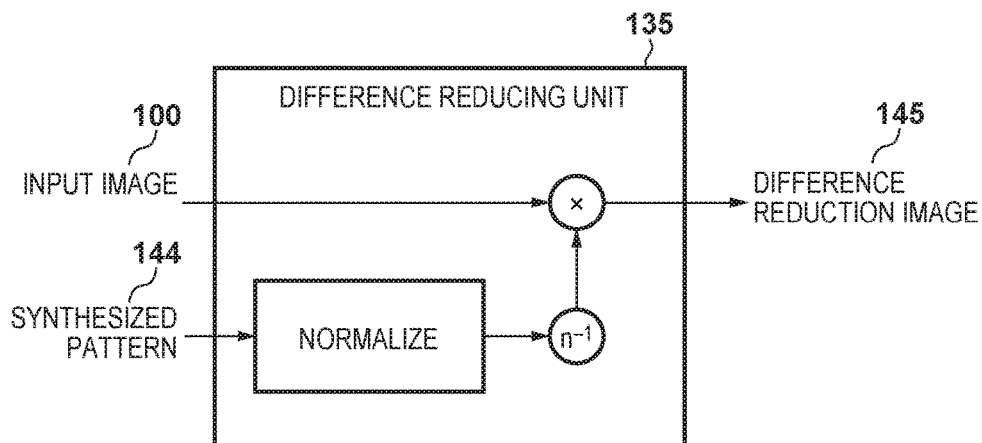 135
DIFFERENCE REDUCING UNIT
100
INPUT IMAGE
×
145
DIFFERENCE
REDUCTION IMAGE
144
SYNTHESIZED
PATTERN
NORMALIZE
n⁻¹